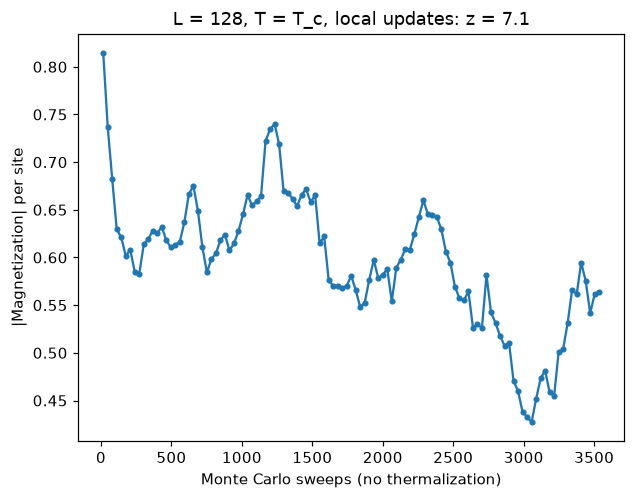 L = 128, T = T_c, local updates: z = 7.1
|Magnetization| per site
0.80
0.75
0.70
0.65
0.60
0.55
0.50
0.45
0 500 1000 1500 2000 2500 3000 3500
Monte Carlo sweeps (no thermalization)